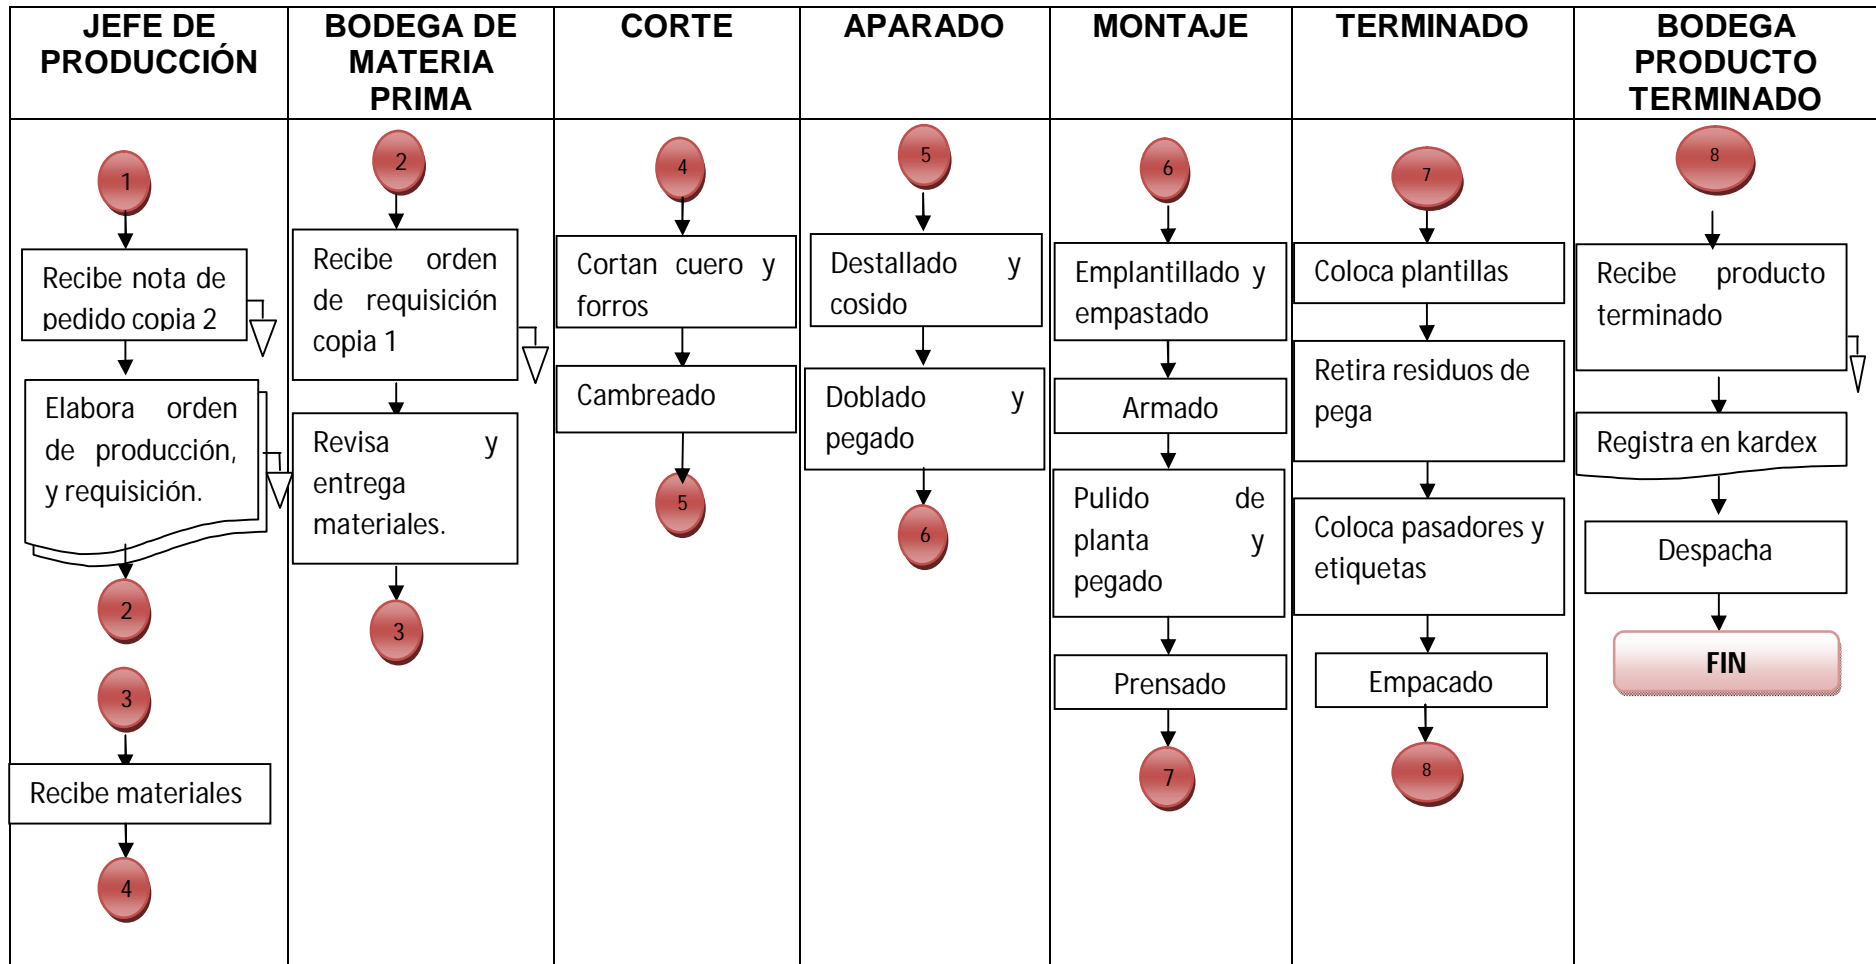 JEFE DE
PRODUCCIÓN
BODEGA DE
MATERIA
PRIMA
CORTE
APARADO
MONTAJE
TERMINADO
BODEGA
PRODUCTO
TERMINADO
1
Recibe nota de
pedido copia 2
Elabora orden
de producción,
y requisición.
2
3
Recibe materiales
4
2
Recibe orden
de requisición
copia 1
Revisa y
entrega
materiales.
3
4
Cortan cuero y
forros
Cambreado
5
5
Destallado y
cosido
Doblado y
pegado
6
6
Emplantillado y
empastado
Armado
Pulido de
planta y
pegado
Prensado
7
7
Coloca plantillas
Retira residuos de
pega
Coloca pasadores y
etiquetas
Empacado
8
8
Recibe producto
terminado
Registra en kardex
Despacha
FIN